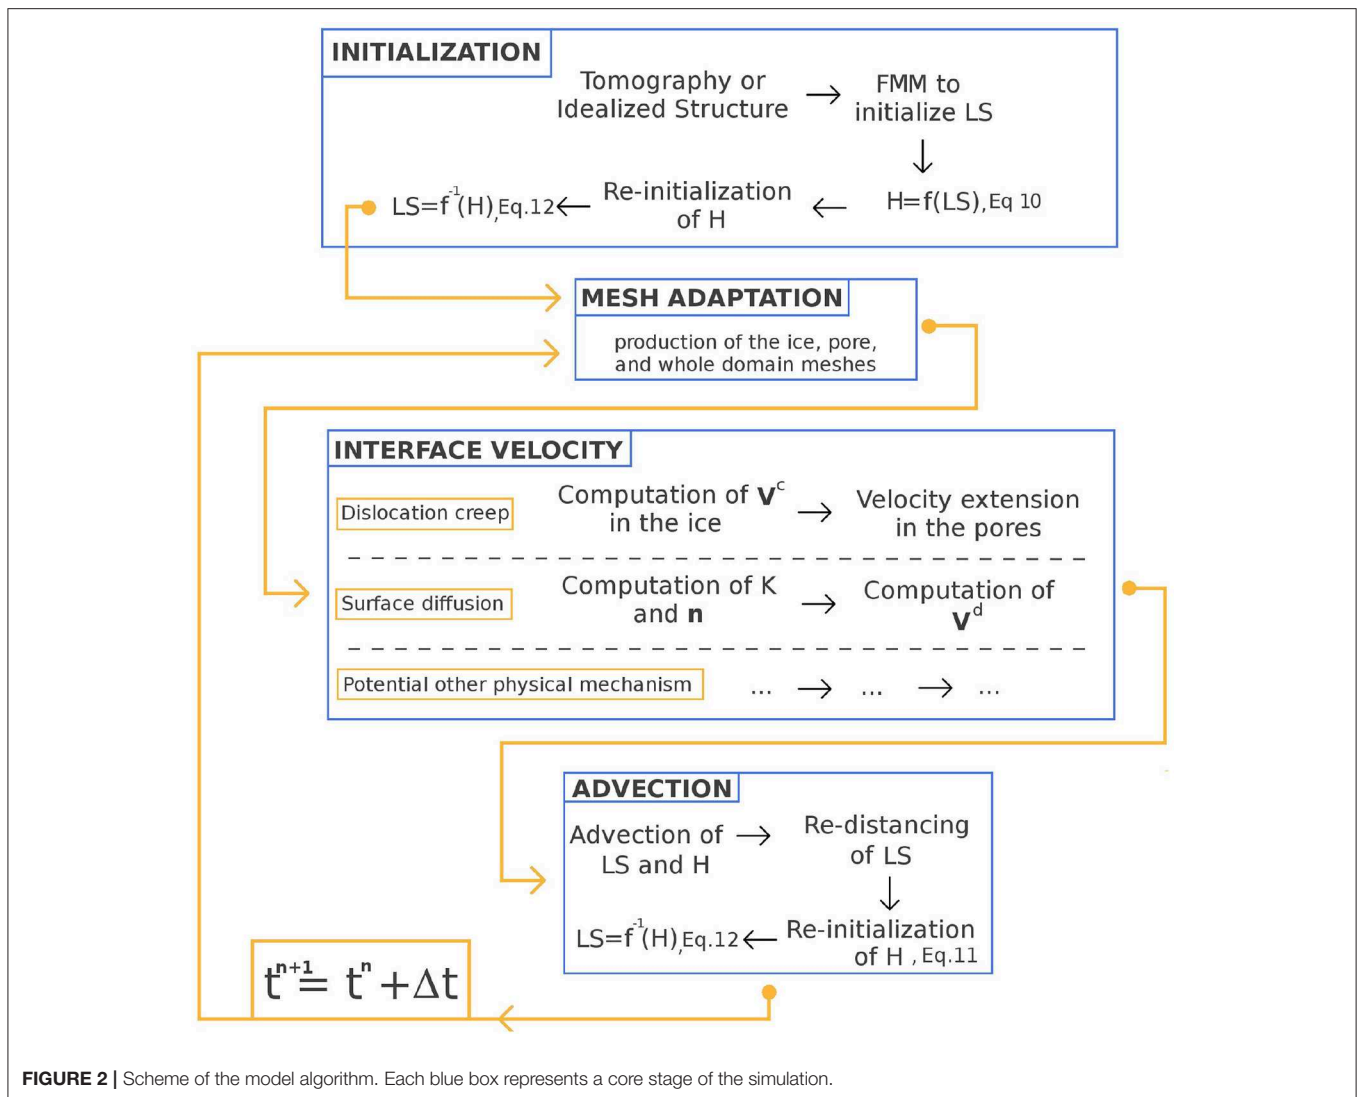 INITIALIZATION
Tomography or
Idealized Structure
FMM to
initialize LS
H=f(LS), Eq 10
Re-initialization
of H
LS=f⁻¹(H), Eq.12
MESH ADAPTATION
production of the ice, pore,
and whole domain meshes
INTERFACE VELOCITY
Dislocation creep
Computation of Vᶜ
in the ice
Velocity extension
in the pores
Surface diffusion
Computation of K
and n
Computation of
Vᵈ
Potential other physical mechanism
... ... ...
ADVECTION
Advection of
LS and H
Re-distancing
of LS
Re-initialization
of H , Eq.11
LS=f⁻¹(H), Eq.12
tⁿ⁺¹= tⁿ+Δt
FIGURE 2 | Scheme of the model algorithm. Each blue box represents a core stage of the simulation.